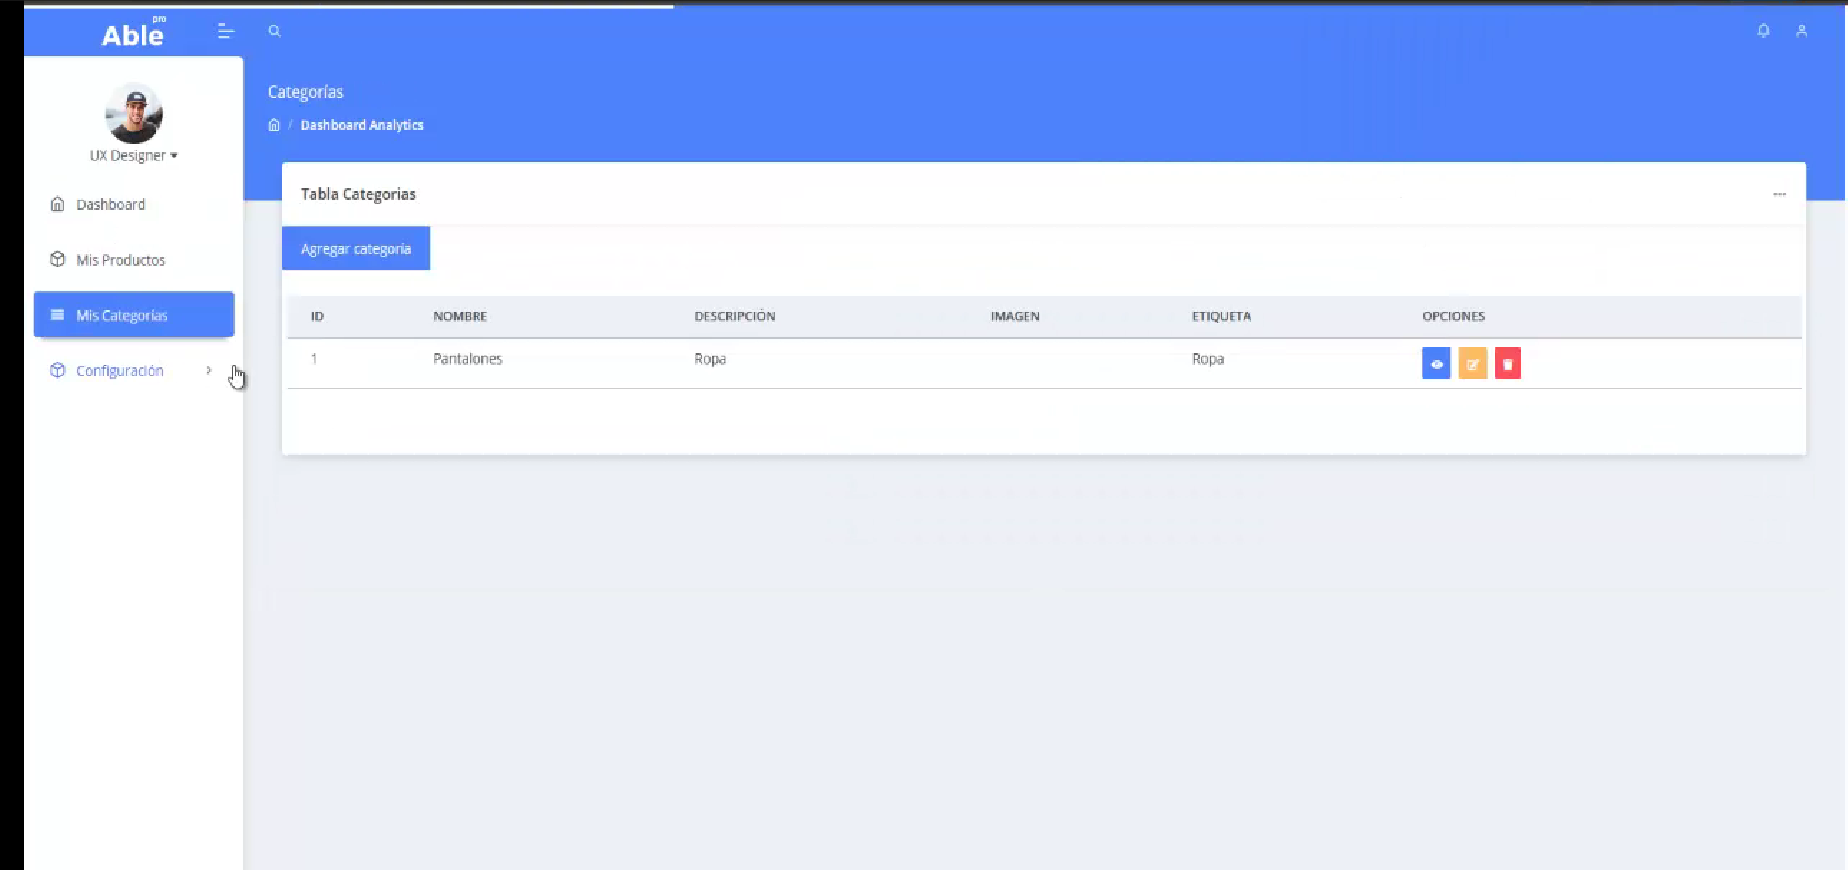 Able pro
Categorías
Dashboard Analytics
UX Designer
Dashboard
Mis Productos
Mis Categorías
Configuración
Tabla Categorias
Agregar categoría
ID NOMBRE DESCRIPCIÓN IMAGEN ETIQUETA OPCIONES
1 Pantalones Ropa Ropa